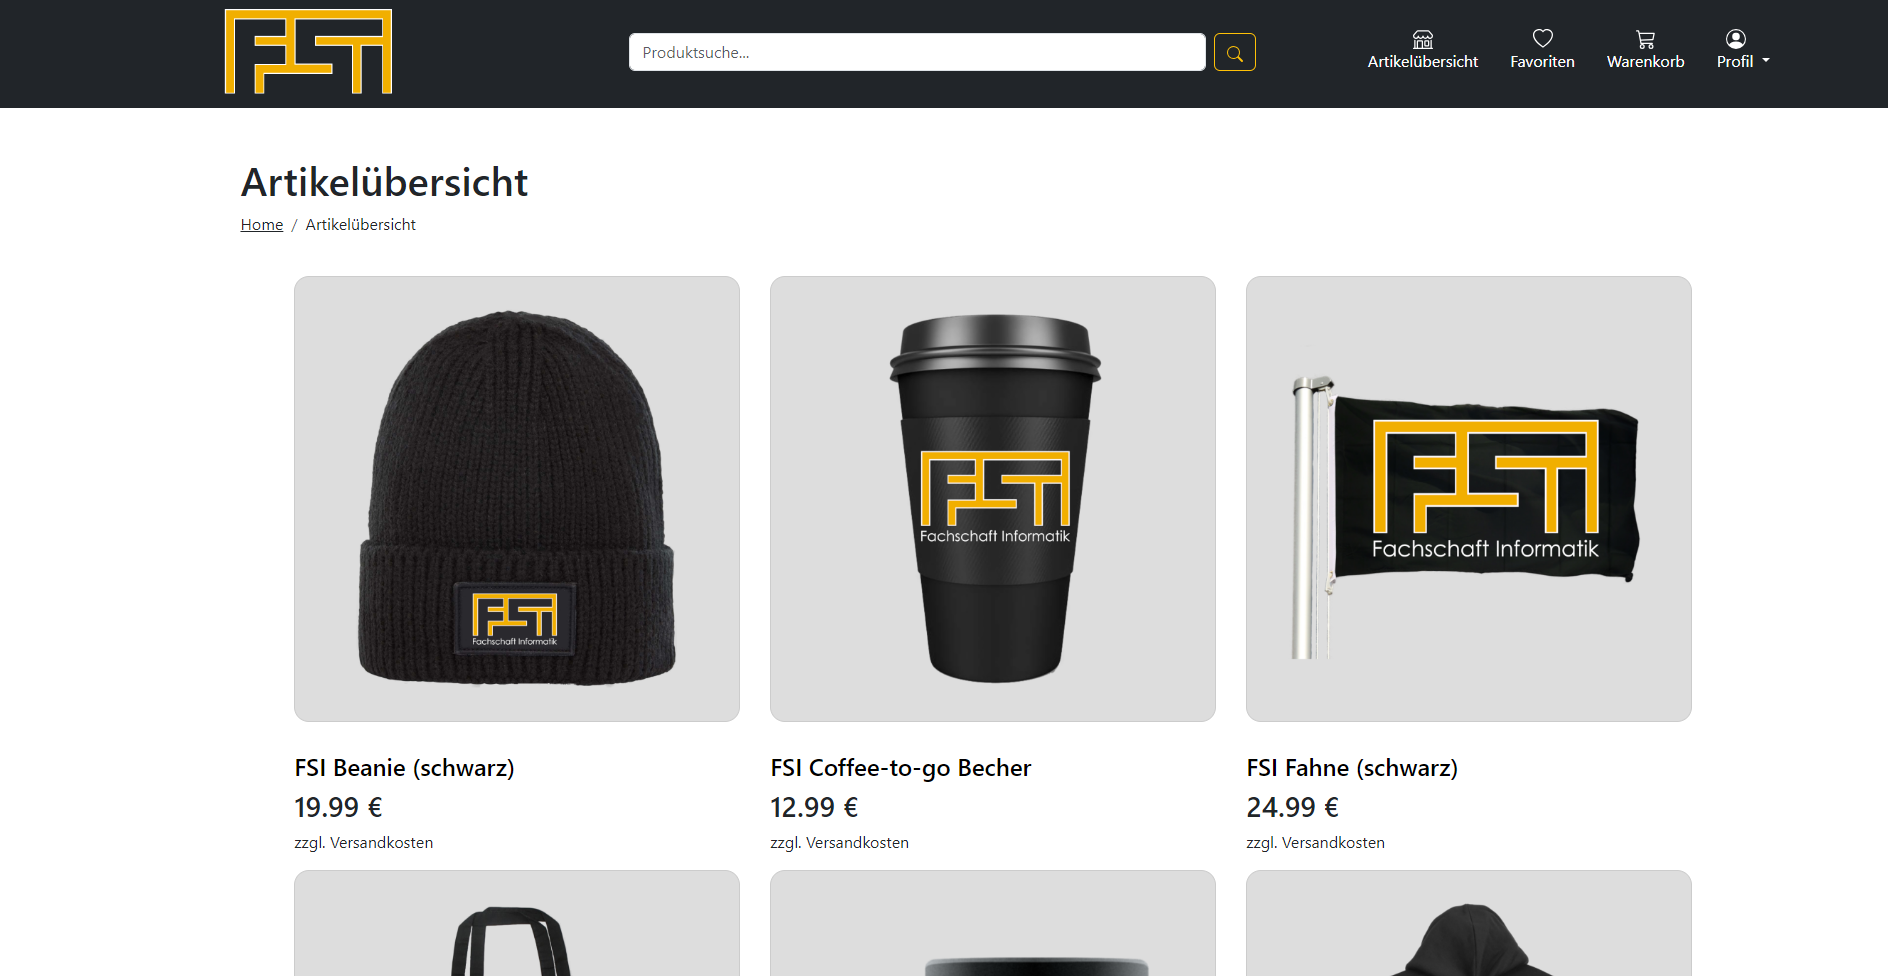 FSI
Produktsuche...
Artikelübersicht
Favoriten
Warenkorb
Profil
Artikelübersicht
Home / Artikelübersicht
FSI
Fachschaft Informatik
FSI
Fachschaft Informatik
FSI
Fachschaft Informatik
FSI Beanie (schwarz)
19.99 €
zzgl. Versandkosten
FSI Coffee-to-go Becher
12.99 €
zzgl. Versandkosten
FSI Fahne (schwarz)
24.99 €
zzgl. Versandkosten